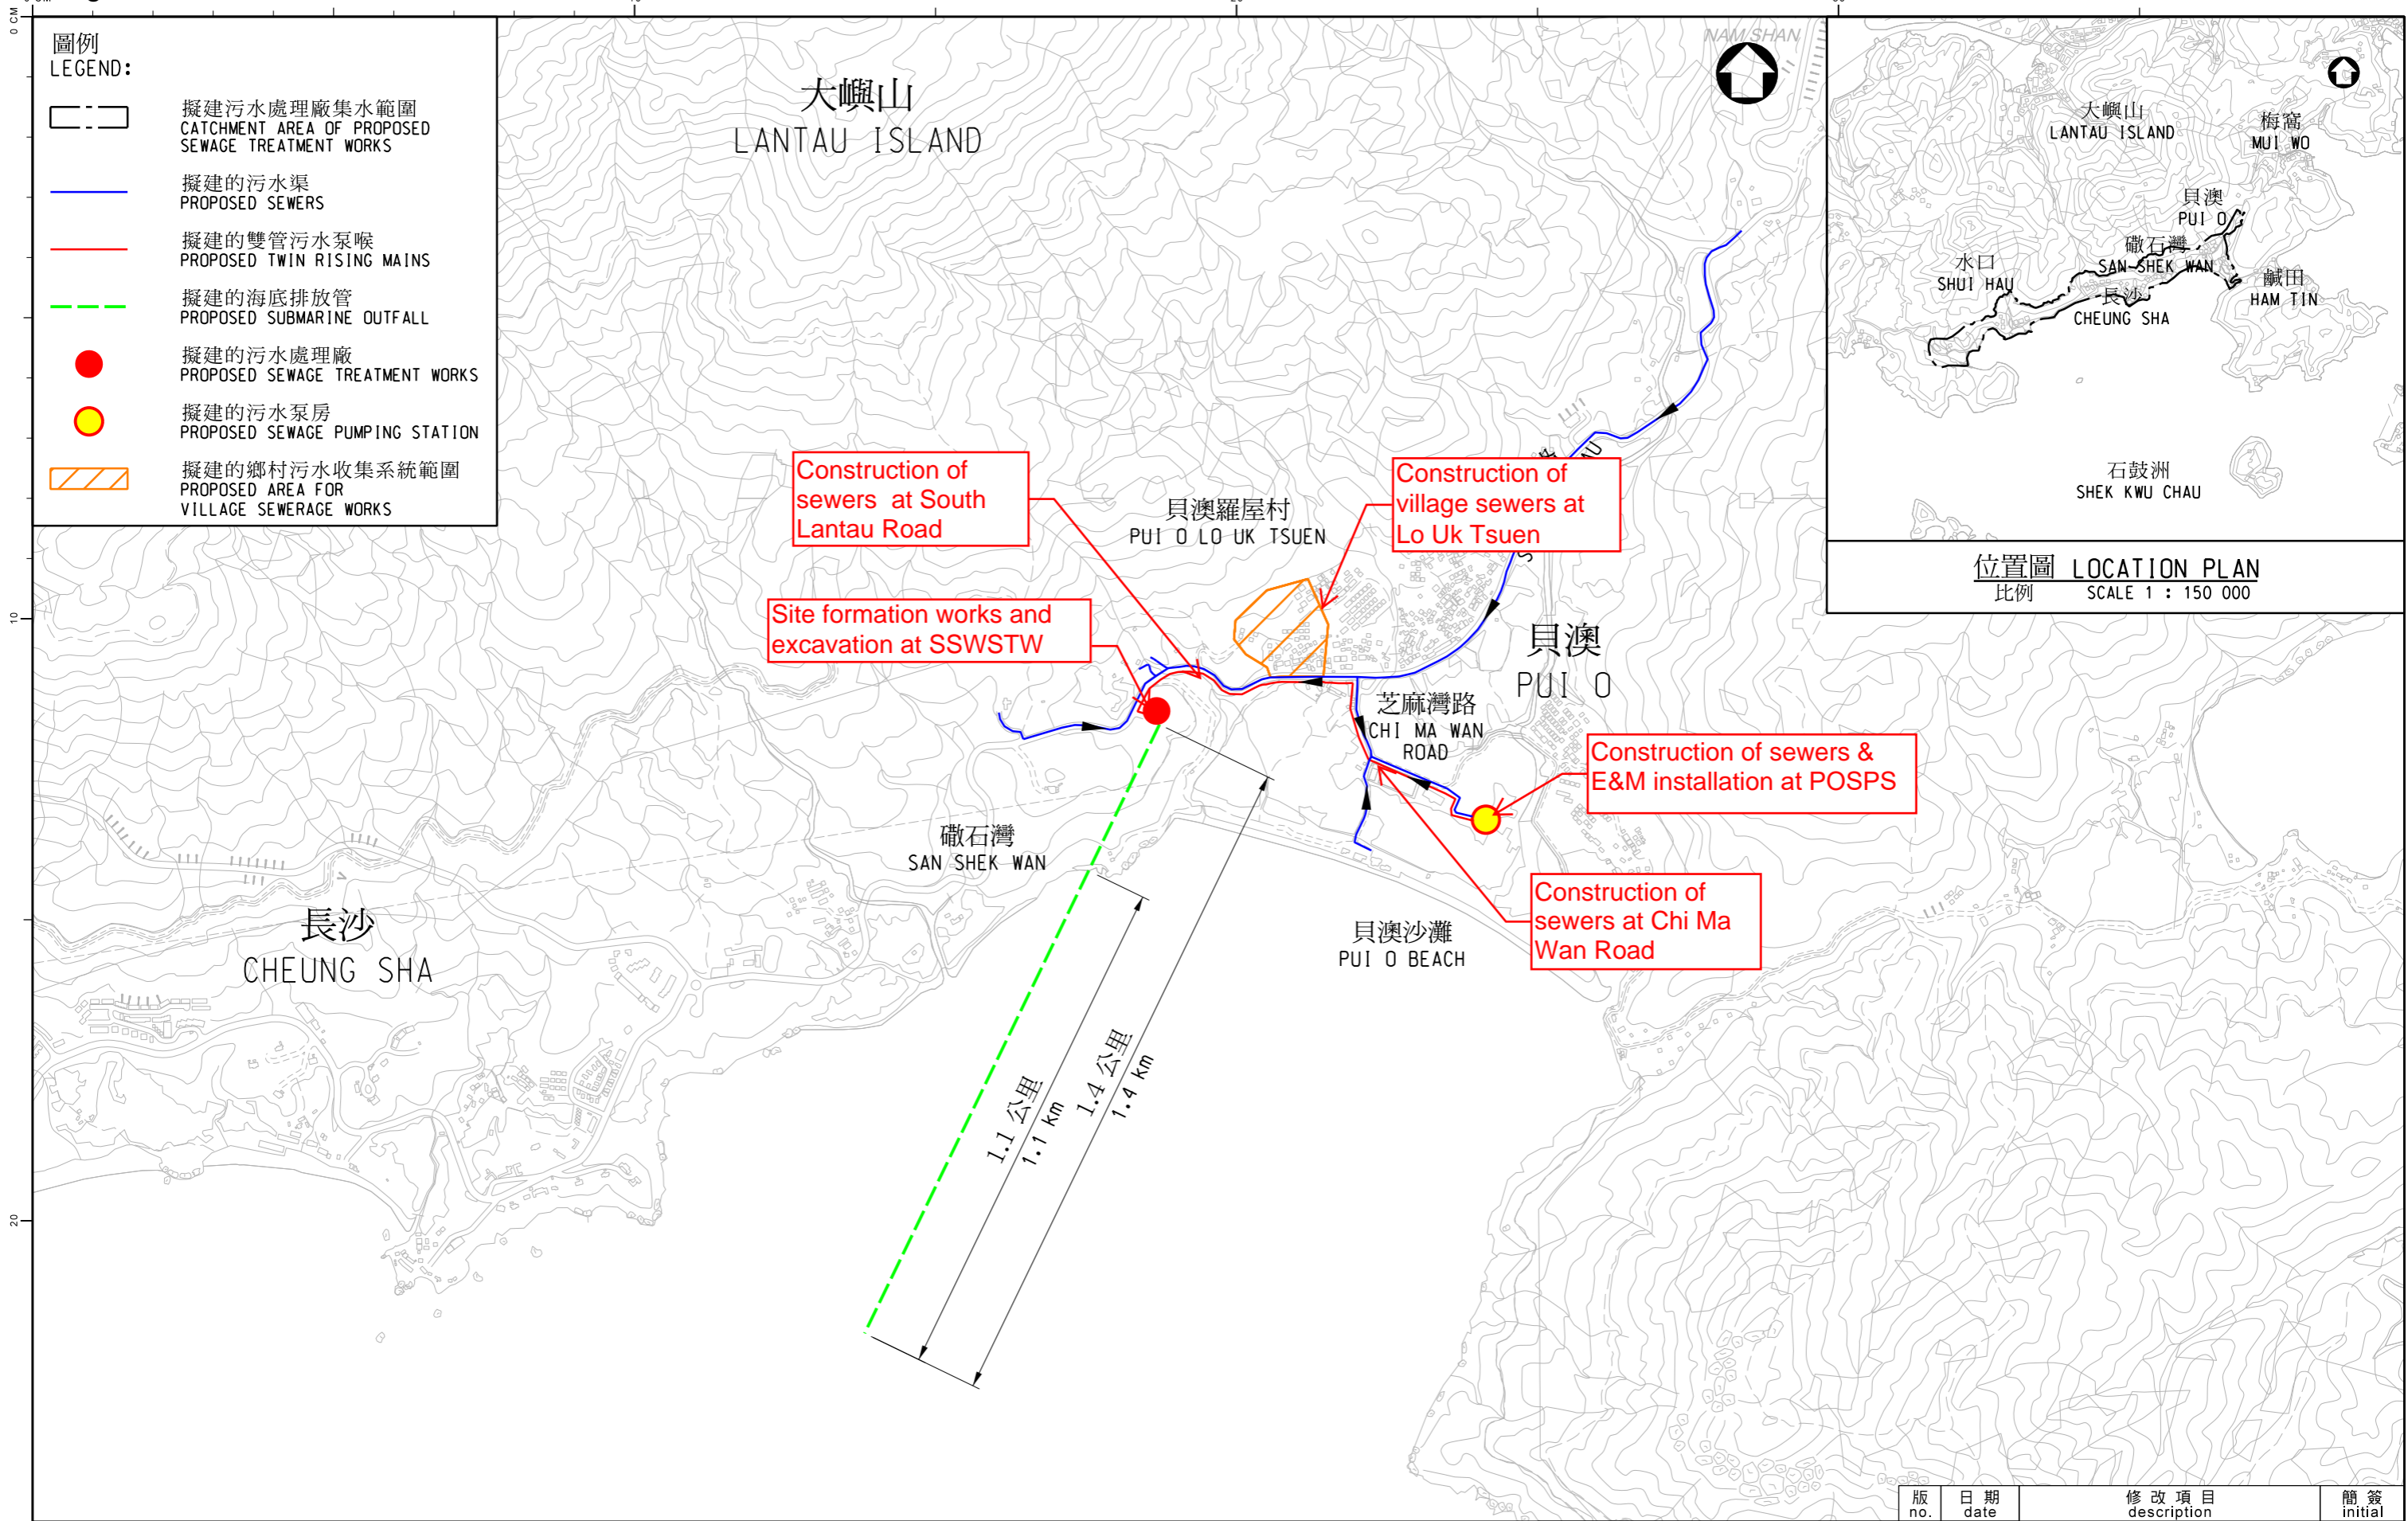 圖例
LEGEND:
擬建污水處理廠集水範圍
CATCHMENT AREA OF PROPOSED
SEWAGE TREATMENT WORKS
擬建的污水渠
PROPOSED SEWERS
擬建的雙管污水泵喉
PROPOSED TWIN RISING MAINS
擬建的海底排放管
PROPOSED SUBMARINE OUTFALL
擬建的污水處理廠
PROPOSED SEWAGE TREATMENT WORKS
擬建的污水泵房
PROPOSED SEWAGE PUMPING STATION
擬建的鄉村污水收集系統範圍
PROPOSED AREA FOR
VILLAGE SEWERAGE WORKS
大嶼山
LANTAU ISLAND
NAM SHAN
大嶼山
LANTAU ISLAND
梅窩
MUI WO
貝澳
PUI O
磡石灣
SAN SHEK WAN
水口
SHUI HAU
鹹田
HAM TIN
長沙
CHEUNG SHA
石鼓洲
SHEK KWU CHAU
位置圖 LOCATION PLAN
比例 SCALE 1 : 150 000
Construction of
sewers at South
Lantau Road
貝澳羅屋村
PUI O LO UK TSUEN
Construction of
village sewers at
Lo Uk Tsuen
Site formation works and
excavation at SSWSTW
貝澳
PUI O
芝麻灣路
CHI MA WAN
ROAD
Construction of sewers &
E&M installation at POSPS
磡石灣
SAN SHEK WAN
Construction of
sewers at Chi Ma
Wan Road
長沙
CHEUNG SHA
貝澳沙灘
PUI O BEACH
1.1 公里
1.1 km
1.4 公里
1.4 km
10
20
版 日 期 修 改 項 目 簡 簽
no. date description initial